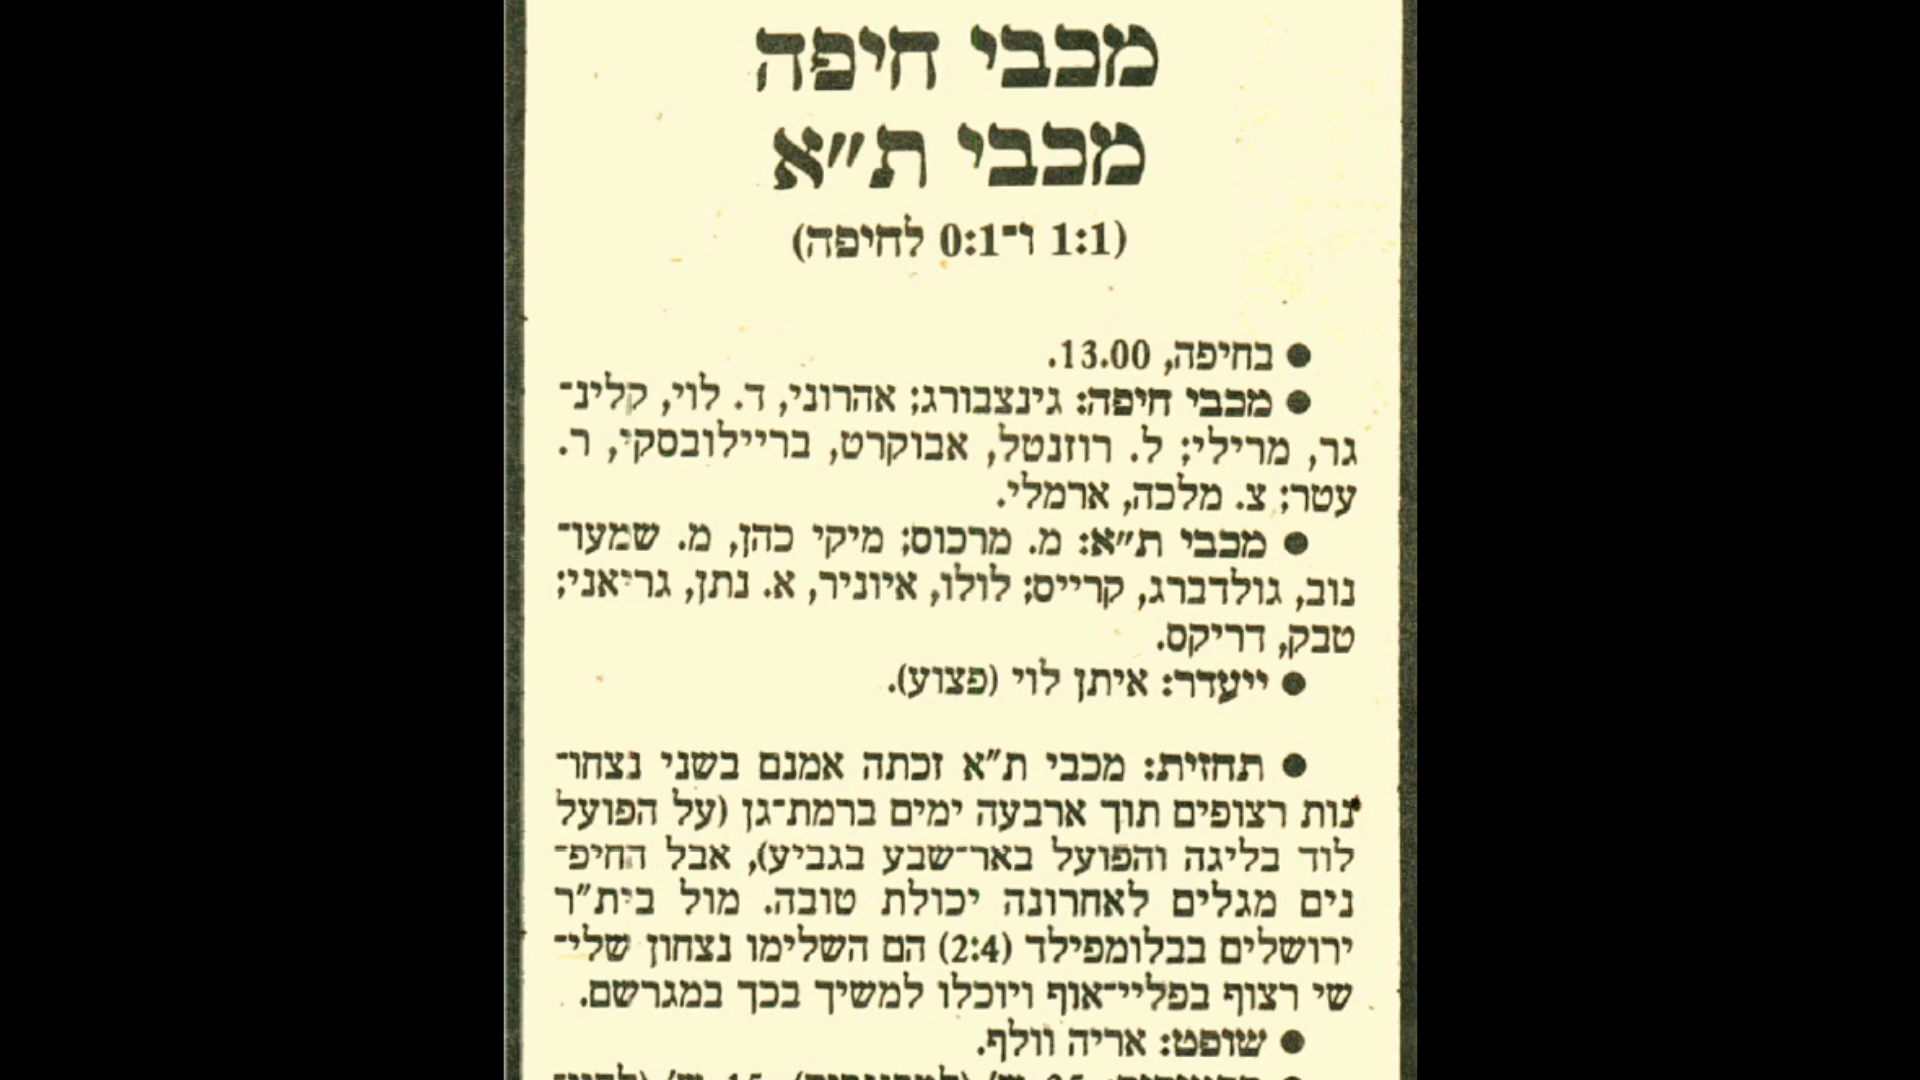 מכבי חיפה
מכבי ת״א
(1:1 ו־0:1 לחיפה)
● בחיפה, 13.00.
● מכבי חיפה: גינצבורג; אהרוני, ד. לוי, קלינ־
גר, מרילי; ל. רוזנטל, אבוקרט, בריילובסקי, ר.
עטר; צ. מלכה, ארמלי.
● מכבי ת״א: מ. מרכוס; מיקי כהן, מ. שמעו־
נוב, גולדברג, קרייס; לולו, איוניר, א. נתן, גריאני;
טבק, דריקס.
● ייעדר: איתן לוי (פצוע).
● תחזית: מכבי ת״א זכתה אמנם בשני נצחו־
נות רצופים תוך ארבעה ימים ברמת־גן (על הפועל
לוד בליגה והפועל באר־שבע בגביע), אבל החיפ־
נים מגלים לאחרונה יכולת טובה. מול בית״ר
ירושלים בבלומפילד (2:4) הם השלימו נצחון שלי־
שי רצוף בפליי־אוף ויוכלו למשיך בכך במגרשם.
● שופט: אריה וולף.